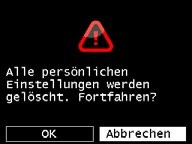 Alle persönlichen
Einstellungen werden
gelöscht. Fortfahren?
OK
Abbrechen